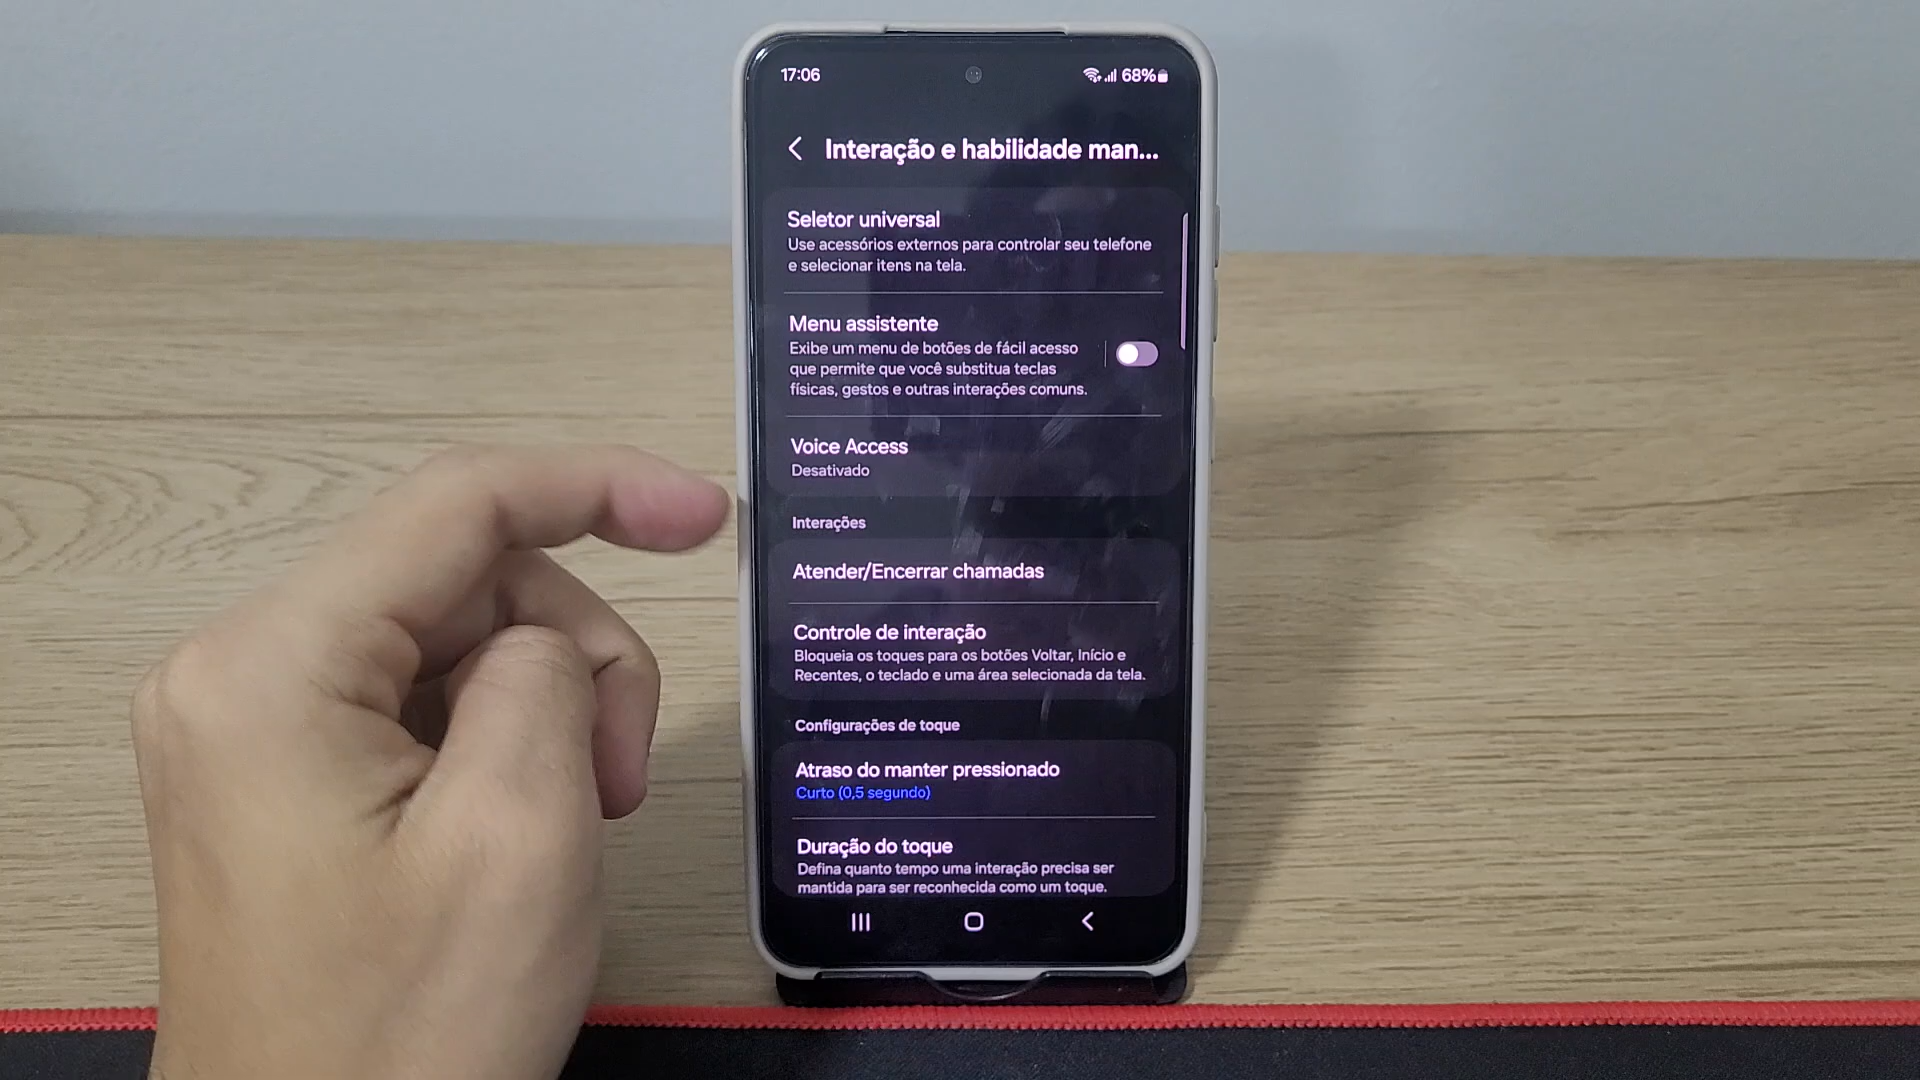 17:06
68%
Interação e habilidade man...
Seletor universal
Use acessórios externos para controlar seu telefone
e selecionar itens na tela.
Menu assistente
Exibe um menu de botões de fácil acesso
que permite que você substitua teclas
físicas, gestos e outras interações comuns.
Voice Access
Desativado
Interações
Atender/Encerrar chamadas
Controle de interação
Bloqueia os toques para os botões Voltar, Início e
Recentes, o teclado e uma área selecionada da tela.
Configurações de toque
Atraso do manter pressionado
Curto (0,5 segundo)
Duração do toque
Defina quanto tempo uma interação precisa ser
mantida para ser reconhecida como um toque.